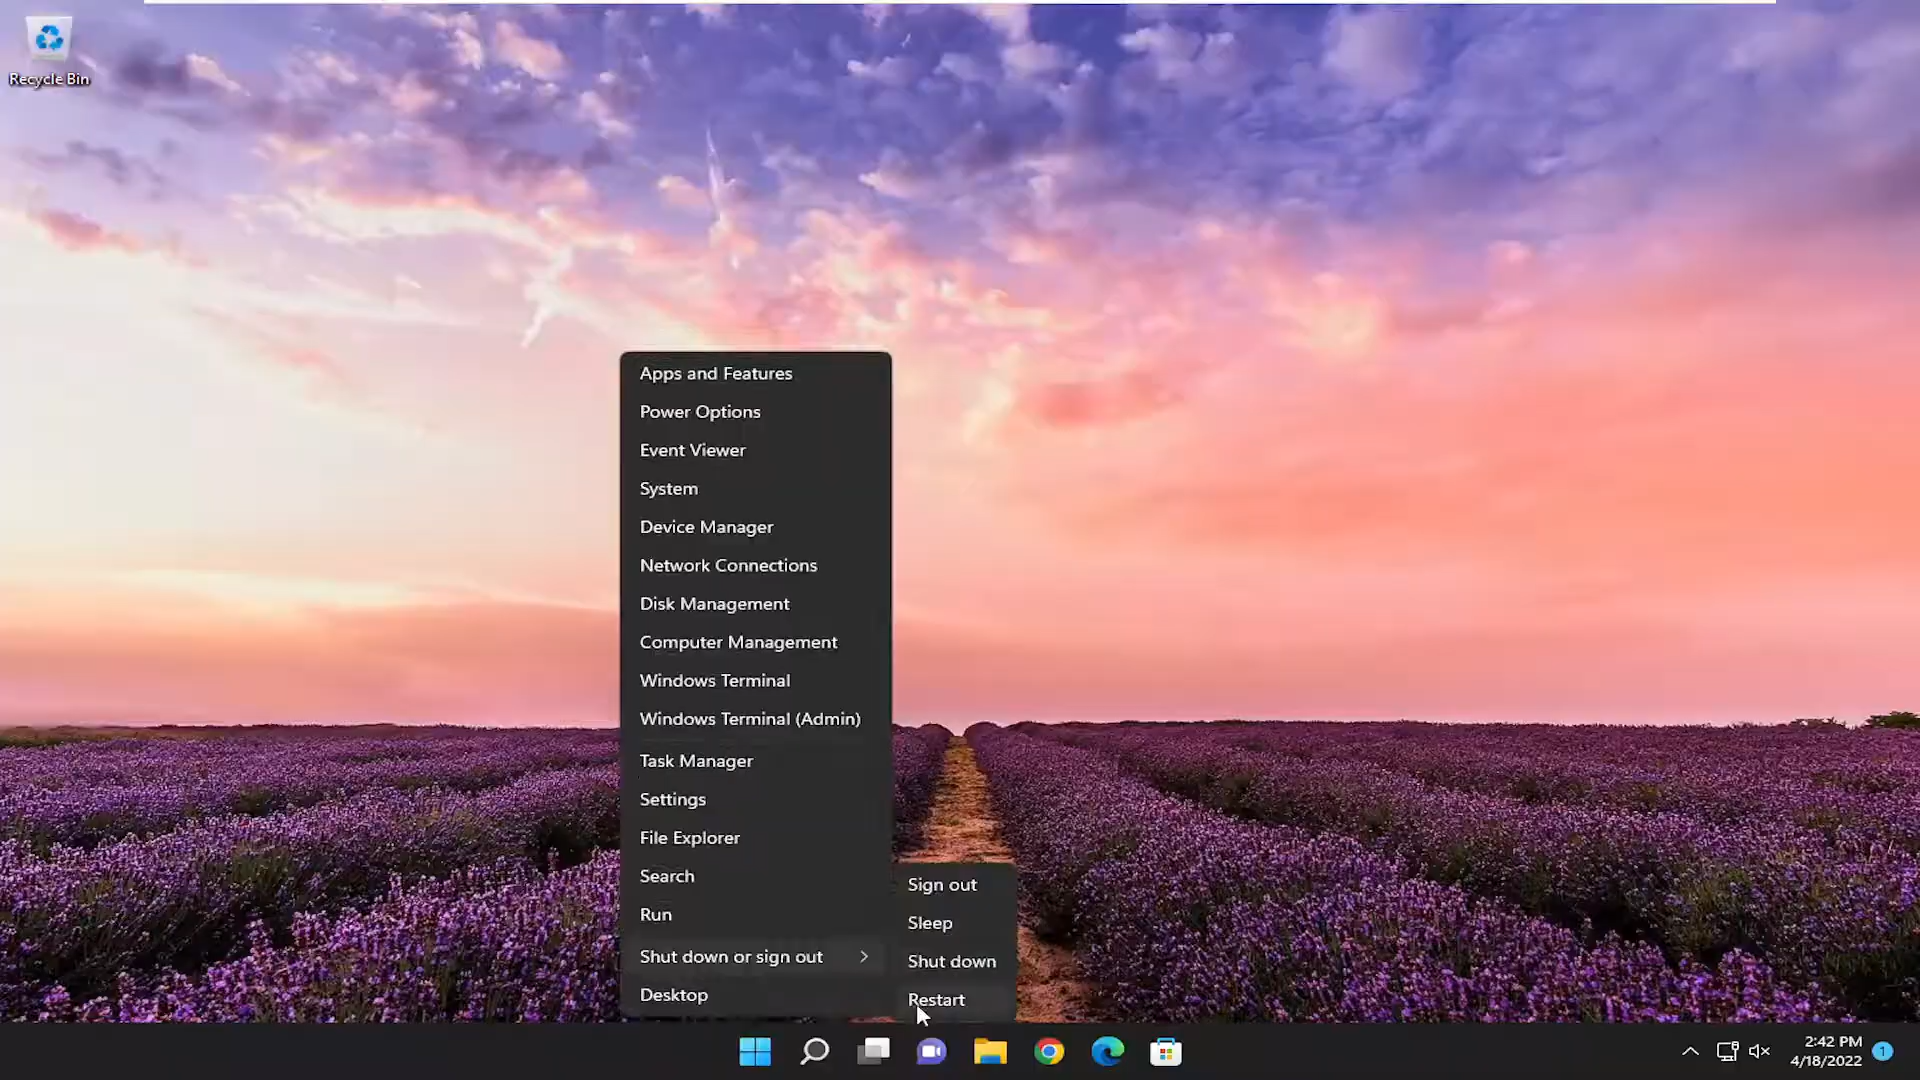 Recycle Bin
Apps and Features
Power Options
Event Viewer
System
Device Manager
Network Connections
Disk Management
Computer Management
Windows Terminal
Windows Terminal (Admin)
Task Manager
Settings
File Explorer
Search
Run
Shut down or sign out
Desktop
Sign out
Sleep
Shut down
Restart
2:42 PM
4/18/2022
1